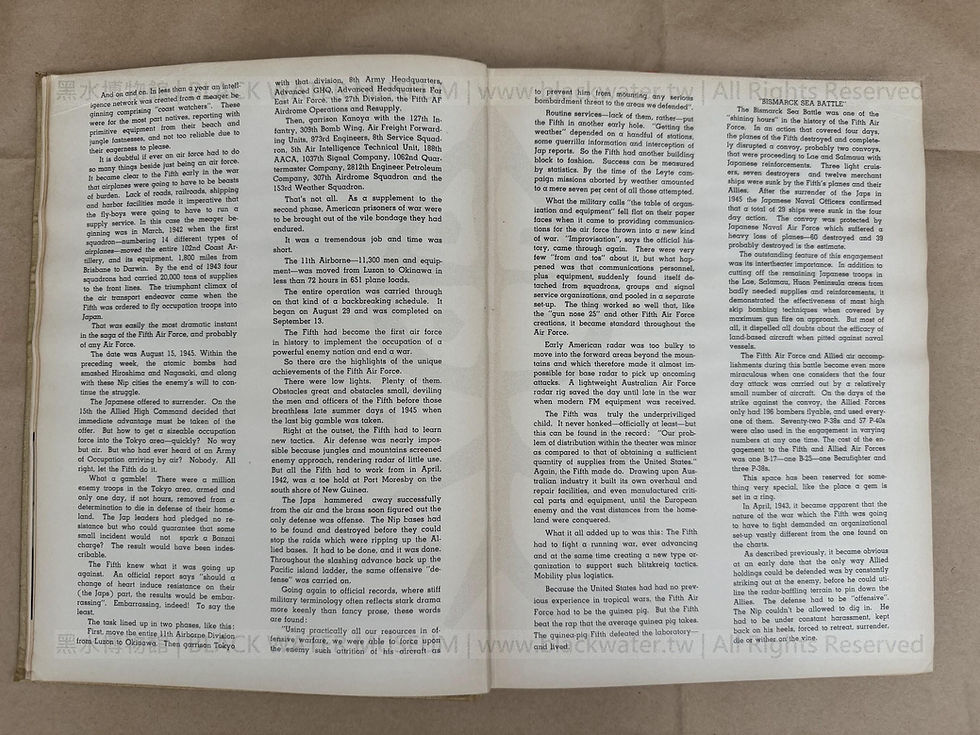 And on and on. In less than a year an intell-
igence network was created from a meager be-
ginning comprising "coast watchers". These
were for the most part natives, reporting with
primitive equipment from their beach and
jungle fastnesses, and not too reliable due to
their eagerness to please.
It is doubtful if ever an air force had to do
so many things beside just being an air force.
It became clear to the Fifth early in the war
that airplanes were going to have to be beasts
of burden. Lack of roads, railroads, shipping
and harbor facilities made it imperative that
the fly-boys were going to have to run a
supply service. In this case the meager be-
ginning was in March, 1942 when the first
squadron—numbering 14 different types of
airplanes—moved the entire 102nd Coast Ar-
tillery, and its equipment, 1,800 miles from
Brisbane to Darwin. By the end of 1943 four
squadrons had carried 20,000 tons of supplies
to the front lines. The triumphant climax of
the air transport endeavor came when the
Fifth was ordered to fly occupation troops into
Japan.
That was easily the most dramatic instant
in the saga of the Fifth Air Force, and probably
of any Air Force.
The date was August 15, 1945. Within the
preceding week, the atomic bombs had
smashed Hiroshima and Nagasaki, and along
with these Nip cities the enemy's will to con-
tinue the struggle.
The Japanese offered to surrender. On the
15th the Allied High Command decided that
immediate advantage must be taken of the
offer. But how to get a sizeable occupation
force into the Tokyo area—quickly? No way
but air. But who had ever heard of an Army
of Occupation arriving by air? Nobody. All
right, let the Fifth do it.
What a gamble! There were a million
enemy troops in the Tokyo area, armed and
only one day, if not hours, removed from a
determination to die in defense of their home-
land. The Jap leaders had pledged no re-
sistance but who could guarantee that some
small incident would not spark a Banzai
charge? The result would have been indes-
cribable.
The Fifth knew what it was going up
against. An official report says "should a
change of heart induce resistance on their
(the Japs) part, the results would be embar-
rassing". Embarrassing, indeed! To say the
least.
The task lined up in two phases, like this:
First, move the entire 11th Airborne Division
from Luzon to Okinawa. Then garrison Tokyo
with that division, 8th Army Headquarters,
Advanced GHQ, Advanced Headquarters Far
East Air Force, the 27th Division, the Fifth AF
Airdrome Operations and Resupply.
Then, garrison Kanoya with the 127th In-
fantry, 309th Bomb Wing, Air Freight Forward-
ing Units, 873rd Engineers, 8th Service Squad-
ron, 5th Air Intelligence Technical Unit, 188th
AACA, 1037th Signal Company, 1062nd Quar-
termaster Company, 2812th Engineer Petroleum
Company, 307th Airdrome Squadron and the
153rd Weather Squadron.
That's not all. As a supplement to the
second phase, American prisoners of war were
to be brought out of the vile bondage they had
endured.
It was a tremendous job and time was
short.
The 11th Airborne—11,300 men and equip-
ment—was moved from Luzon to Okinawa in
less than 72 hours in 651 plane loads.
The entire operation was carried through
on that kind of a backbreaking schedule. It
began on August 29 and was completed on
September 13.
The Fifth had become the first air force
in history to implement the occupation of a
powerful enemy nation and end a war.
So there are the highlights of the unique
achievements of the Fifth Air Force.
There were low lights. Plenty of them.
Obstacles great and obstacles small, deviling
the men and officers of the Fifth before those
breathless late summer days of 1945 when
the last big gamble was taken.
Right at the outset, the Fifth had to learn
new tactics. Air defense was nearly impos-
sible because jungles and mountains screened
enemy approach, rendering radar of little use.
But all the Fifth had to work from in April,
1942, was a toe hold at Port Moresby on the
south shore of New Guinea.
The Japs hammered away successfully
from the air and the brass soon figured out the
only defense was offense. The Nip bases had
to be found and destroyed before they could
stop the raids which were ripping up the Al-
lied bases. It had to be done, and it was done.
Throughout the slashing advance back up the
Pacific island ladder, the same offensive "de-
fense" was carried on.
Going again to official records, where stiff
military terminology often reflects stark drama
more keenly than fancy prose, these words
are found:
"Using practically all our resources in of-
fensive warfare, we were able to force upon
the enemy such attrition of his aircraft as
to prevent him from mounting any serious
bombardment threat to the areas we defended".
Routine services—lack of them, rather—put
the Fifth in another early hole. "Getting the
weather" depended on a handful of stations,
some guerrilla information and interception of
Jap reports. So the Fifth had another building
block to fashion. Success can be measured
by statistics. By the time of the Leyte cam-
paign missions aborted by weather amounted
to a mere seven per cent of all those attempted.
What the military calls "the table of organ-
ization and equipment" fell flat on their paper
faces when it came to providing communica-
tions for the air force thrown into a new kind
of war. "Improvisation", says the official his-
tory, came through again. There were very
few "from and tos" about it, but what hap-
pened was that communications personnel,
plus equipment, suddenly found itself de-
tached from squadrons, groups and signal
service organizations, and pooled in a separate
set-up. The thing worked so well that, like
the "gun nose 25" and other Fifth Air Force
creations, it became standard throughout the
Air Force.
Early American radar was too bulky to
move into the forward areas beyond the moun-
tains and which therefore made it almost im-
possible for base radar to pick up oncoming
attacks. A lightweight Australian Air Force
radar rig saved the day until late in the war
when modern FM equipment was received.
The Fifth was truly the underpriviliged
child. It never honked—officially at least—but
this can be found in the record: "Our prob-
lem of distribution within the theater was minor
as compared to that of obtaining a sufficient
quantity of supplies from the United States."
Again, the Fifth made do. Drawing upon Aus-
tralian industry it built its own overhaul and
repair facilities, and even manufactured criti-
cal parts and equipment, until the European
enemy and the vast distances from the home-
land were conquered.
What it all added up to was this: The Fifth
had to fight a running war, ever advancing
and at the same time creating a new type or-
ganization to support such blitzkreig tactics.
Mobility plus logistics.
Because the United States had had no prev-
ious experience in tropical wars, the Fifth Air
Force had to be the guinea pig. But the Fifth
beat the rap that the average guinea pig takes.
The guinea pig Fifth defeated the laboratory—
and lived.
"BISMARCK SEA BATTLE"
The Bismarck Sea Battle was one of the
"shining hours" in the history of the Fifth Air
Force. In an action that covered four days,
the planes of the Fifth destroyed and complete-
ly disrupted a convoy, probably two convoys,
that were proceeding to Lae and Salmaua with
Japanese reinforcements. Three light cruis-
ers, seven destroyers and twelve merchant
ships were sunk by the Fifth's planes and their
Allies. After the surrender of the Japs in
1945 the Japanese Naval Officers confirmed
that a total of 29 ships were sunk in the four
day action. The convoy was protected by
Japanese Naval Air Force which suffered a
heavy loss of planes—60 destroyed and 39
probably destroyed is the estimate.
The outstanding feature of this engagement
was its intertheater importance. In addition to
cutting off the remaining Japanese troops in
the Lae, Salamau, Huon Peninsula areas from
badly needed supplies and reinforcements, it
demonstrated the effectiveness of most high
skip bombing techniques when covered by
maximum gun fire on approach. But most of
all, it dispelled all doubts about the efficacy of
land-based aircraft when pitted against naval
vessels.
The Fifth Air Force and Allied air accomp-
lishments during this battle become even more
miraculous when one considers that the four
day attack was carried out by a relatively
small number of aircraft. On the days of the
strike against the convoy, the Allied Forces
only had 196 bombers flyable, and used every-
one of them. Seventy-two P-38s and 57 P-40s
were also used in the engagement in varying
numbers at any one time. The cost of the en-
gagement to the Fifth and Allied Air Forces
was one B-17—one B-25—one Beaufighter and
three P-38s.
This space has been reserved for some-
thing very special, like the place a gem is
set in a ring.
In April, 1943, it became apparent that the
nature of the war which the Fifth was going
to have to fight demanded an organizational
set-up vastly different from the one found on
the charts.
As described previously, it became obvious
at an early date that the only way Allied
holdings could be defended was by constantly
striking out at the enemy, before he could uti-
lize the radar-baffling terrain to pin down the
Allies. The defense had to be "offensive".
The Nip couldn't be allowed to dig in. He
had to be under constant harassment, kept
back on his heels, forced to retreat, surrender,
die or wither on the vine.
黑水博物館 | BLACK WATER MUSEUM | www.blackwater.tw | All Rights Reserved
黑水博物館 | BLACK WATER MUSEUM | www.blackwater.tw | All Rights Reserved